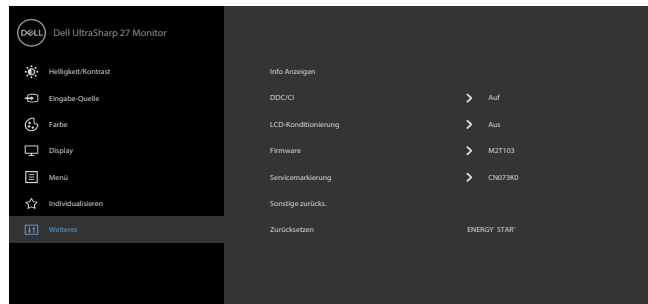 DELL Dell UltraSharp 27 Monitor
Helligkeit/Kontrast
Eingabe-Quelle
Farbe
Display
Menü
Individualisieren
Weiteres
Info Anzeigen
DDC/CI Auf
LCD-Konditionierung Aus
Firmware M2T103
Servicemarkierung CN073K0
Sonstige zurücks.
Zurücksetzen ENERGY STAR'